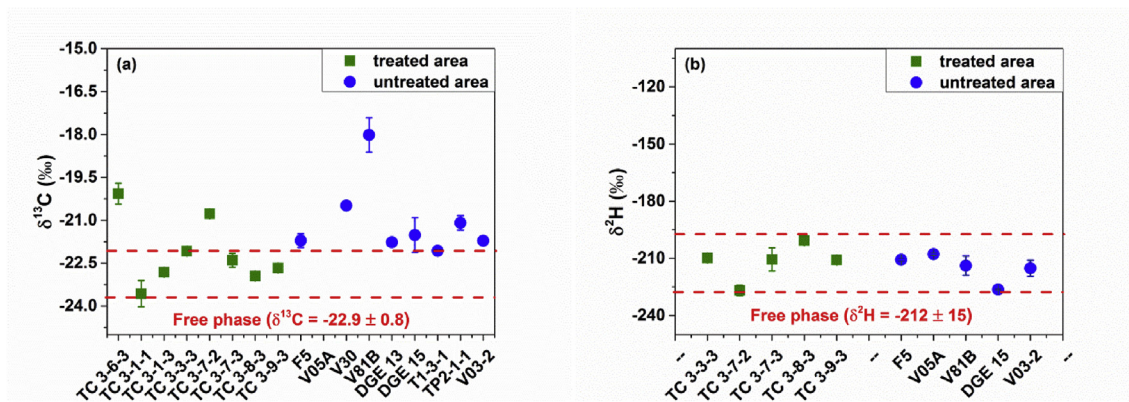 (a)
treated area
untreated area
-15.0
-16.5
-18.0
-19.5
-21.0
-22.5
-24.0
δ13C (‰)
Free phase (δ13C = -22.9 ± 0.8)
TC 3-6-3
TC 3-1-1
TC 3-1-3
TC 3-3-3
TC 3-7-2
TC 3-7-3
TC 3-8-3
TC 3-9-3
F5
V05A
V30
V81B
DGE 13
DGE 15
T1-3-1
TP2-1-1
V03-2
(b)
treated area
untreated area
-120
-150
-180
-210
-240
δ2H (‰)
Free phase (δ2H = -212 ± 15)
--
TC 3-3-3
TC 3-7-2
TC 3-7-3
TC 3-8-3
TC 3-9-3
--
F5
V05A
V81B
DGE 15
V03-2
--